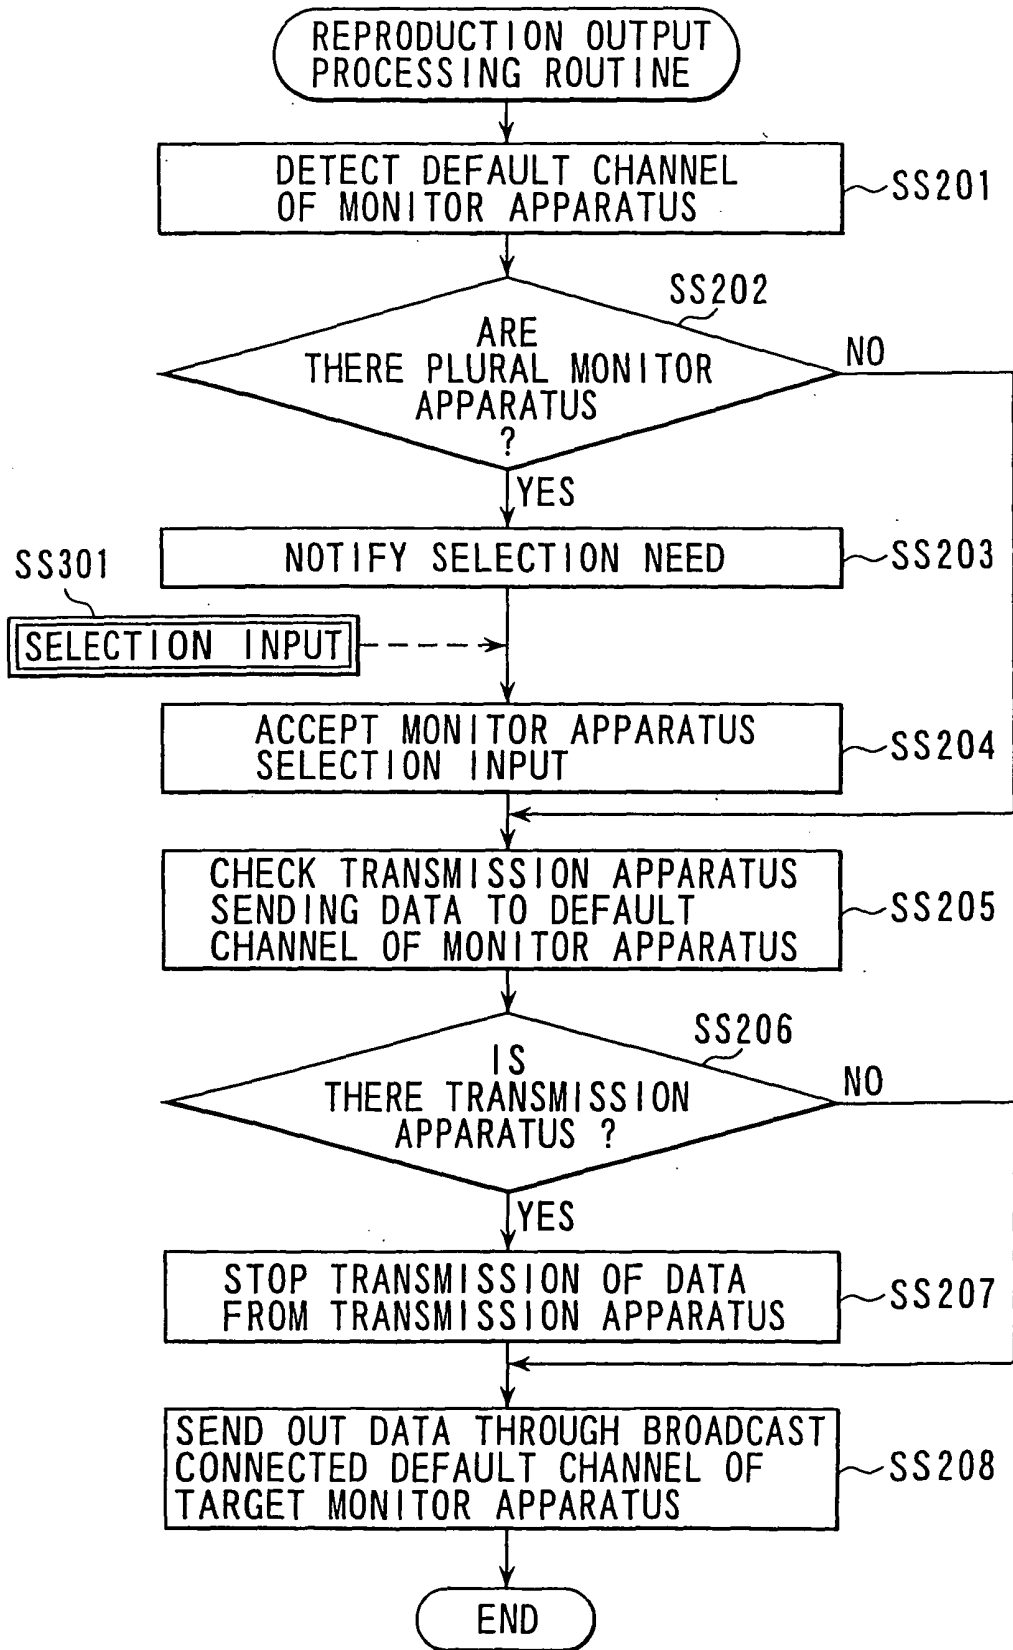 REPRODUCTION OUTPUT
PROCESSING ROUTINE
DETECT DEFAULT CHANNEL
OF MONITOR APPARATUS
SS201
SS202
ARE
THERE PLURAL MONITOR
APPARATUS
?
NO
YES
NOTIFY SELECTION NEED
SS203
SS301
SELECTION INPUT
ACCEPT MONITOR APPARATUS
SELECTION INPUT
SS204
CHECK TRANSMISSION APPARATUS
SENDING DATA TO DEFAULT
CHANNEL OF MONITOR APPARATUS
SS205
SS206
IS
THERE TRANSMISSION
APPARATUS ?
NO
YES
STOP TRANSMISSION OF DATA
FROM TRANSMISSION APPARATUS
SS207
SEND OUT DATA THROUGH BROADCAST
CONNECTED DEFAULT CHANNEL OF
TARGET MONITOR APPARATUS
SS208
END